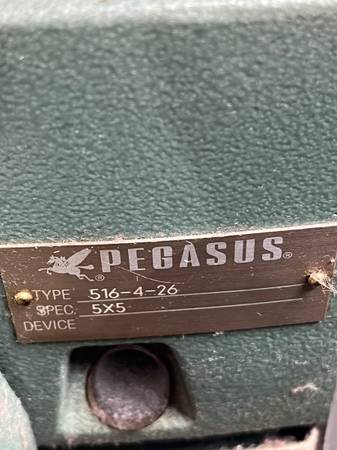 PEGASUS®
®
TYPE 516-4-26
SPEC. 5X5
DEVICE